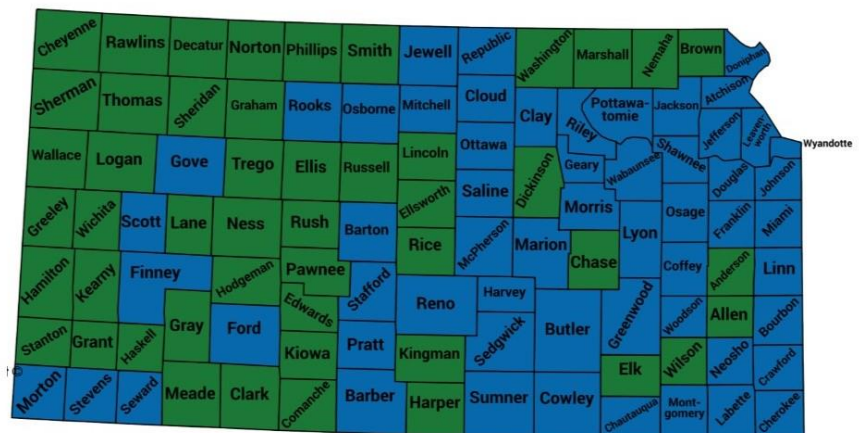 Cheyenne
Rawlins
Decatur
Norton
Phillips
Smith
Jewell
Republic
Washington
Marshall
Nemaha
Brown
Doniphan
Sherman
Thomas
Sheridan
Graham
Rooks
Osborne
Mitchell
Cloud
Clay
Riley
Pottawa-
tomie
Jackson
Atchison
Jefferson
Leaven-
worth
Wyandotte
Wallace
Logan
Gove
Trego
Ellis
Russell
Lincoln
Ottawa
Saline
Dickinson
Geary
Wabaunsee
Shawnee
Douglas
Johnson
Greeley
Wichita
Scott
Lane
Ness
Rush
Barton
Ellsworth
Rice
McPherson
Marion
Morris
Chase
Lyon
Osage
Franklin
Miami
Hamilton
Kearny
Finney
Hodgeman
Pawnee
Edwards
Stafford
Reno
Harvey
Sedgwick
Butler
Greenwood
Coffey
Anderson
Linn
Woodson
Allen
Bourbon
Stanton
Grant
Haskell
Gray
Ford
Kiowa
Pratt
Kingman
Elk
Wilson
Neosho
Crawford
©
Morton
Stevens
Seward
Meade
Clark
Comanche
Barber
Harper
Sumner
Cowley
Chautauqua
Mont-
gomery
Labette
Cherokee